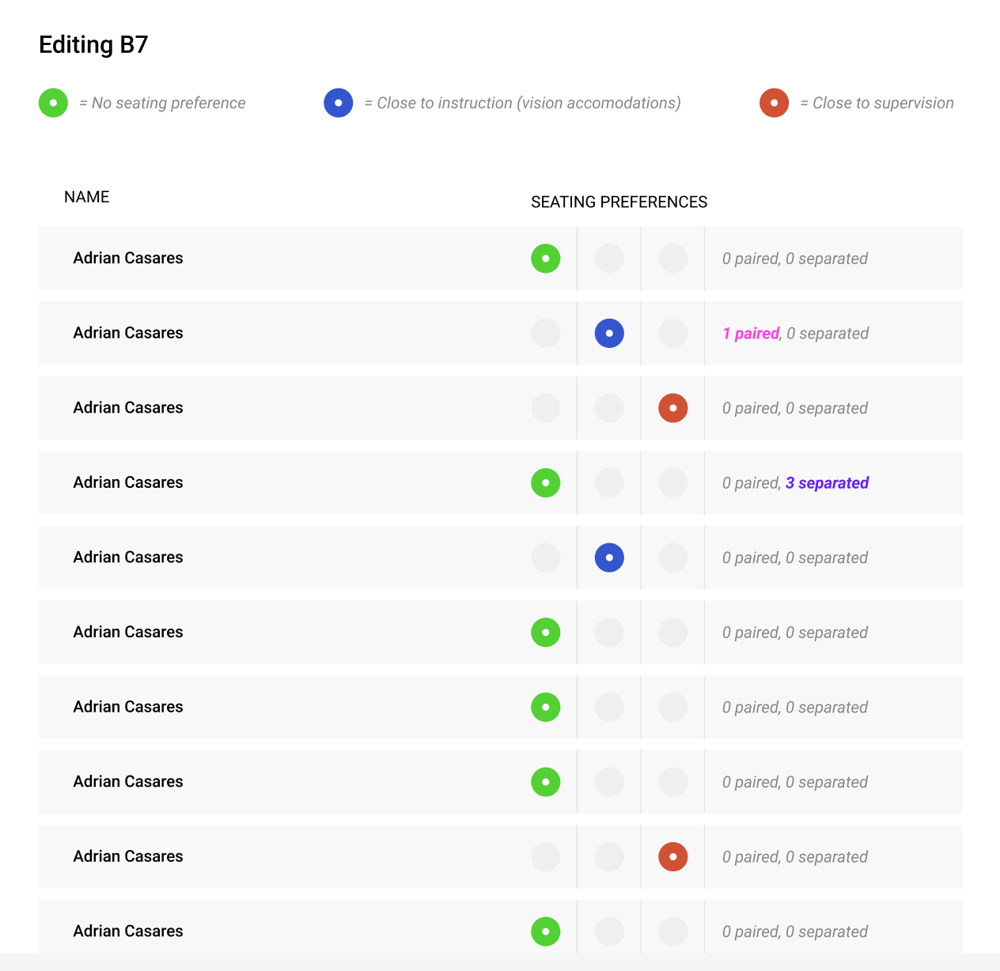 Editing B7
= No seating preference = Close to instruction (vision accomodations) = Close to supervision
NAME SEATING PREFERENCES
Adrian Casares 0 paired, 0 separated
Adrian Casares 1 paired, 0 separated
Adrian Casares 0 paired, 0 separated
Adrian Casares 0 paired, 3 separated
Adrian Casares 0 paired, 0 separated
Adrian Casares 0 paired, 0 separated
Adrian Casares 0 paired, 0 separated
Adrian Casares 0 paired, 0 separated
Adrian Casares 0 paired, 0 separated
Adrian Casares 0 paired, 0 separated